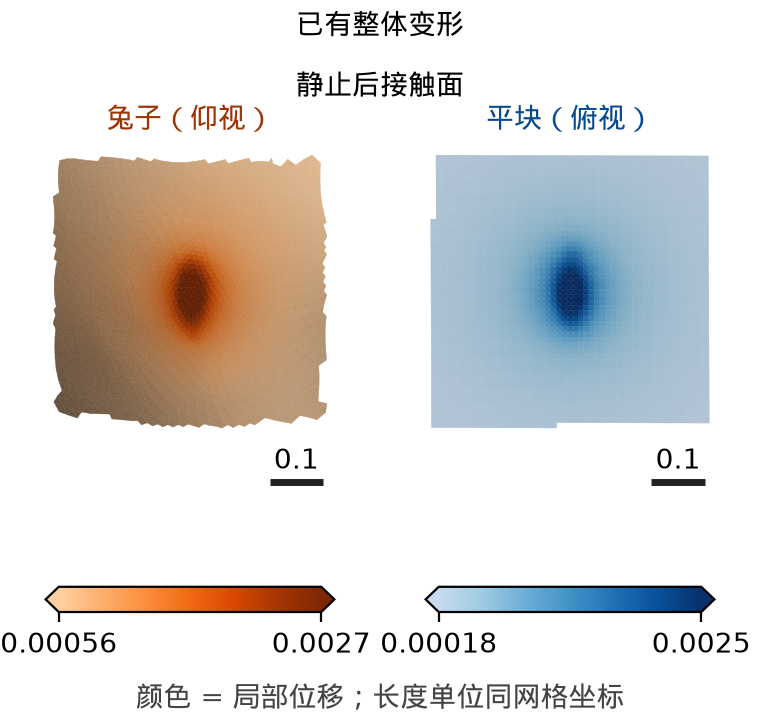 已有整体变形
静止后接触面
兔子（仰视）
平块（俯视）
0.1
0.1
0.00056
0.0027
0.00018
0.0025
颜色 = 局部位移；长度单位同网格坐标